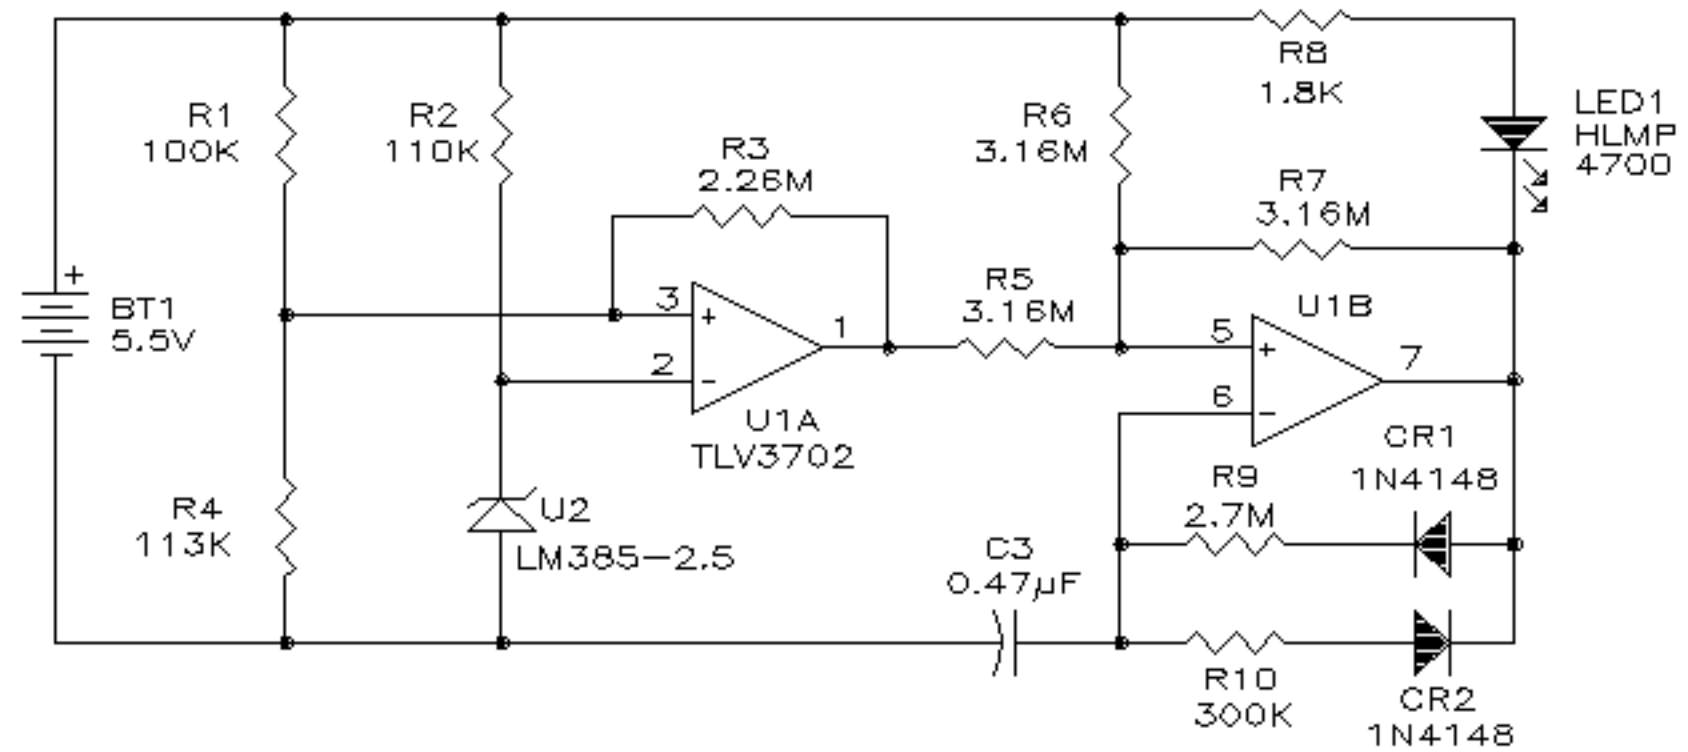 R8
1.8K
LED1
HLMP
4700
R1
100K
R2
110K
R6
3.16M
R3
2.26M
R7
3.16M
+
BT1
5.5V
3
+
2
-
1
R5
3.16M
U1B
5
+
6
-
7
U1A
TLV3702
CR1
1N4148
R9
2.7M
R4
113K
U2
LM385-2.5
C3
0.47µF
R10
300K
CR2
1N4148